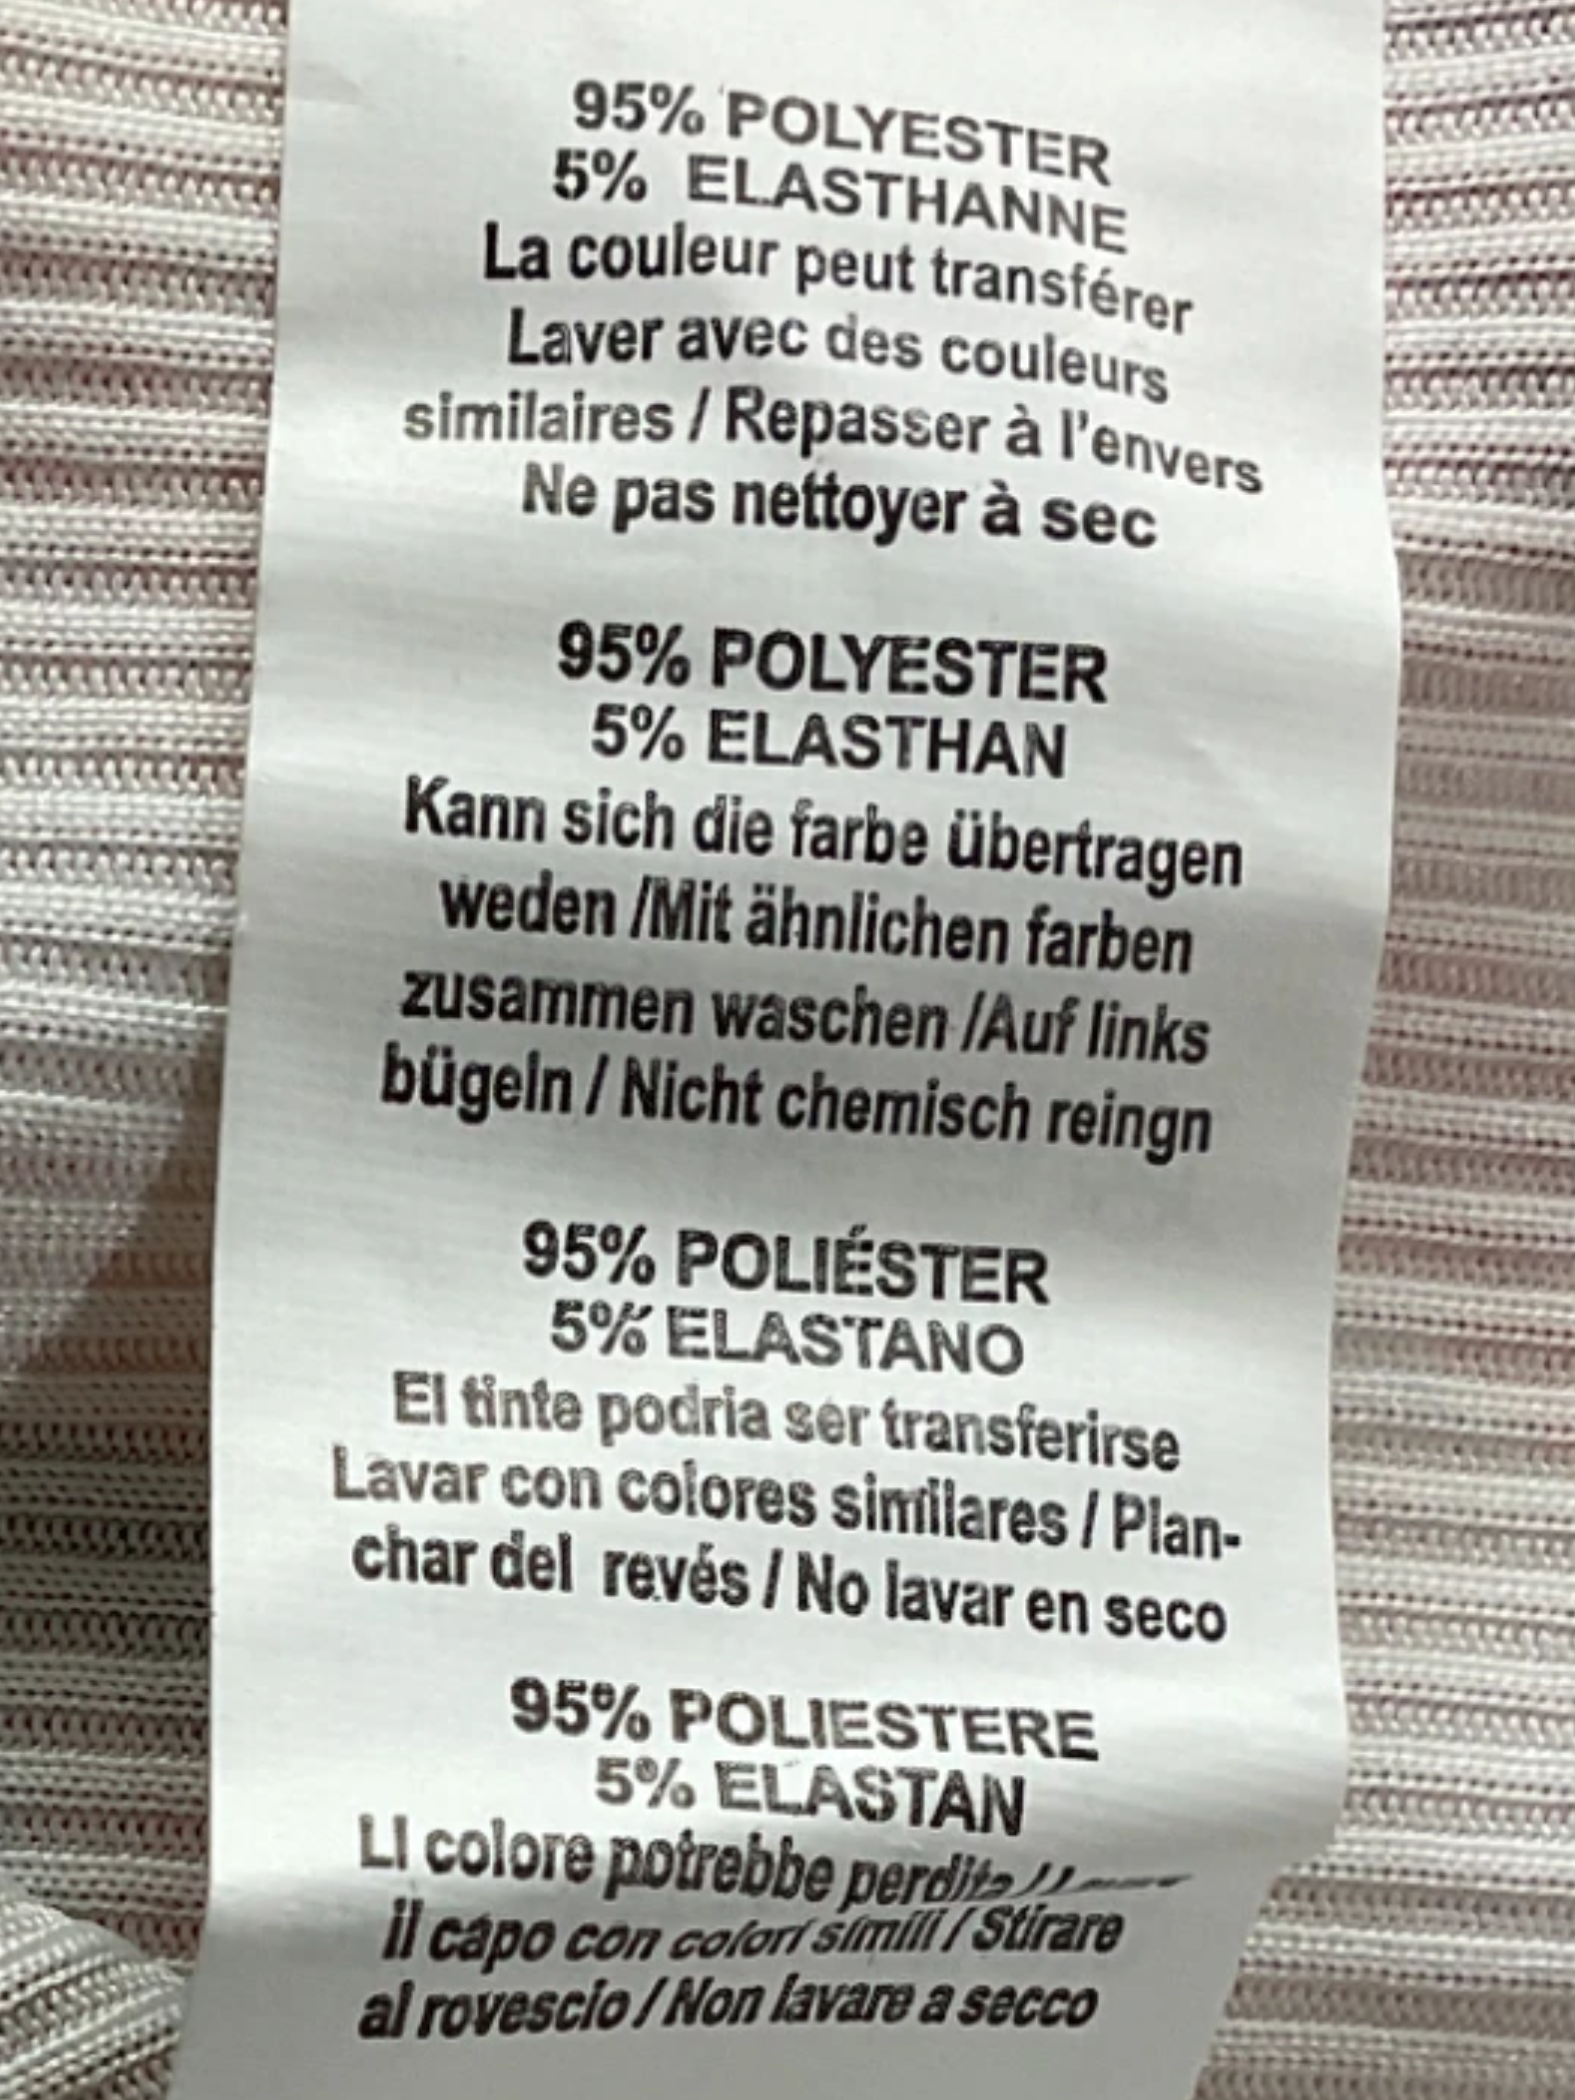 95% POLYESTER
5% ELASTHANNE
La couleur peut transférer
Laver avec des couleurs
similaires / Repasser à l'envers
Ne pas nettoyer à sec
95% POLYESTER
5% ELASTHAN
Kann sich die farbe übertragen
weden /Mit ähnlichen farben
zusammen waschen /Auf links
bügeln / Nicht chemisch reingn
95% POLIÉSTER
5% ELASTANO
El tinte podria ser transferirse
Lavar con colores similares / Plan-
char del revés / No lavar en seco
95% POLIESTERE
5% ELASTAN
LI colore potrebbe perdita /
il capo con colori simili / Stirare
al rovescio / Non lavare a secco